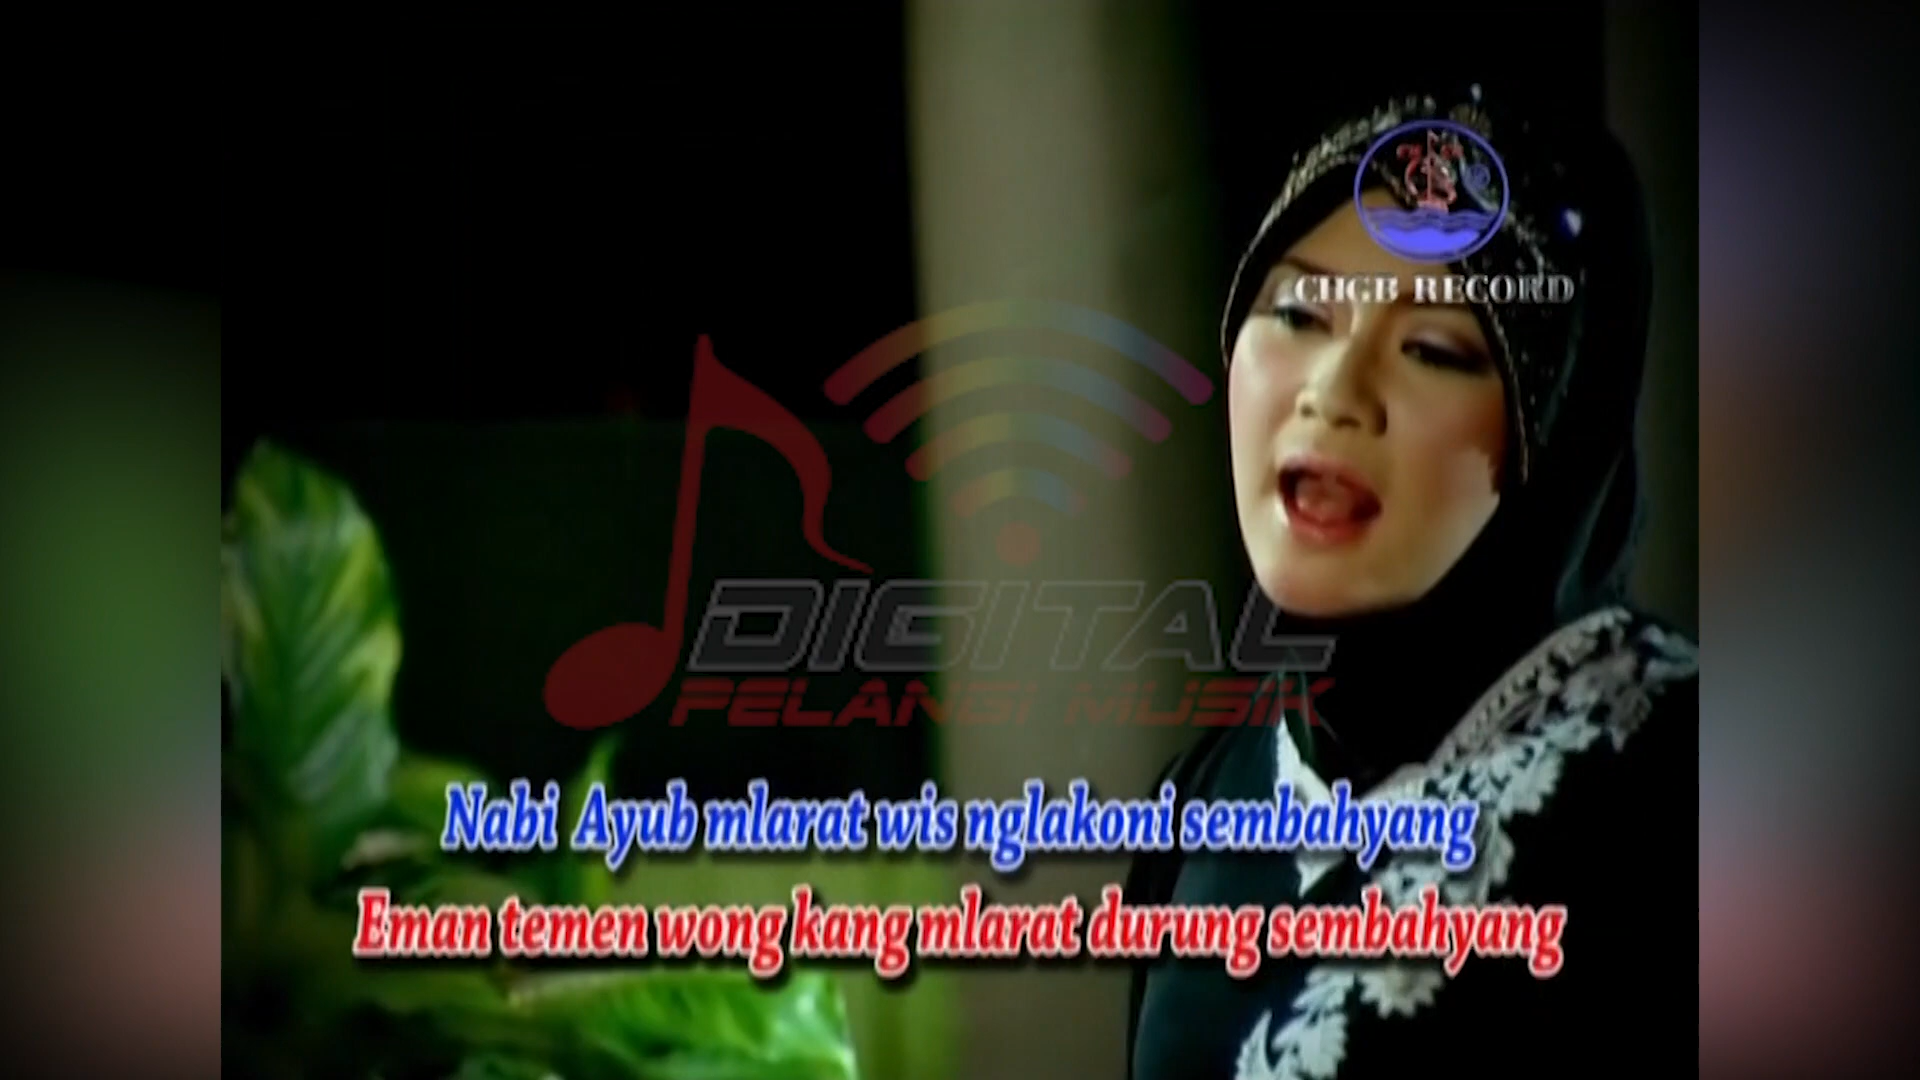 CHGB RECORD
DIGITAL
PELANGI MUSIK
Nabi Ayub mlarat wis nglakoni sembahyang
Eman temen wong kang mlarat durung sembahyang